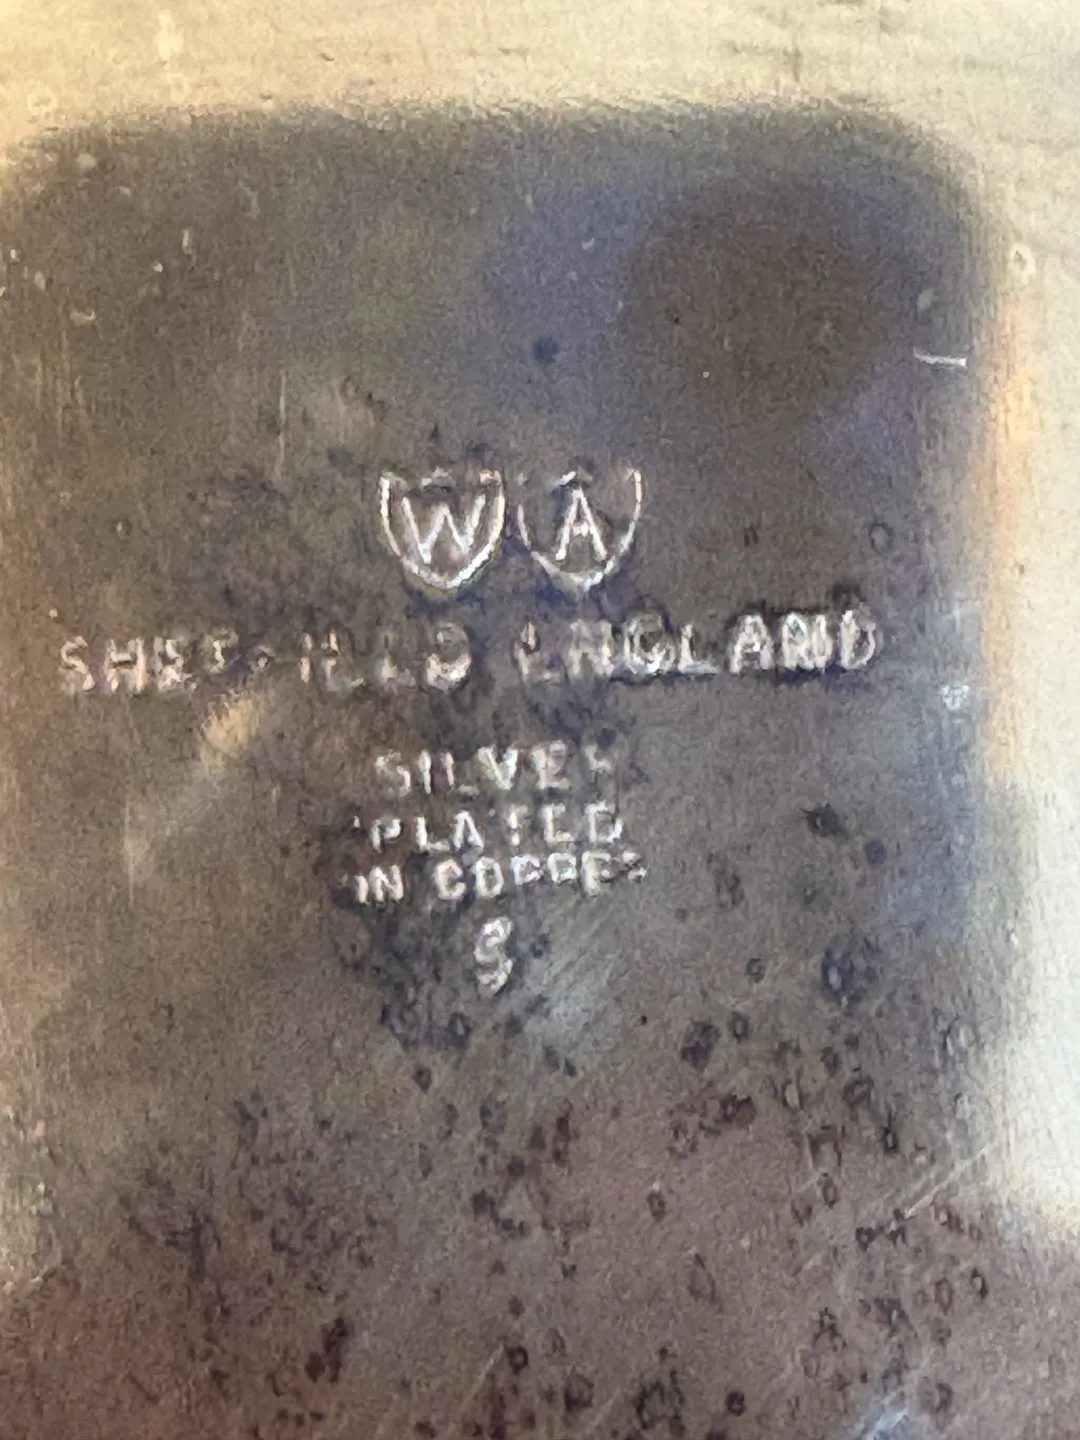 W A
SHEFFIELD ENGLAND
SILVER
PLATED
ON COPPER
S